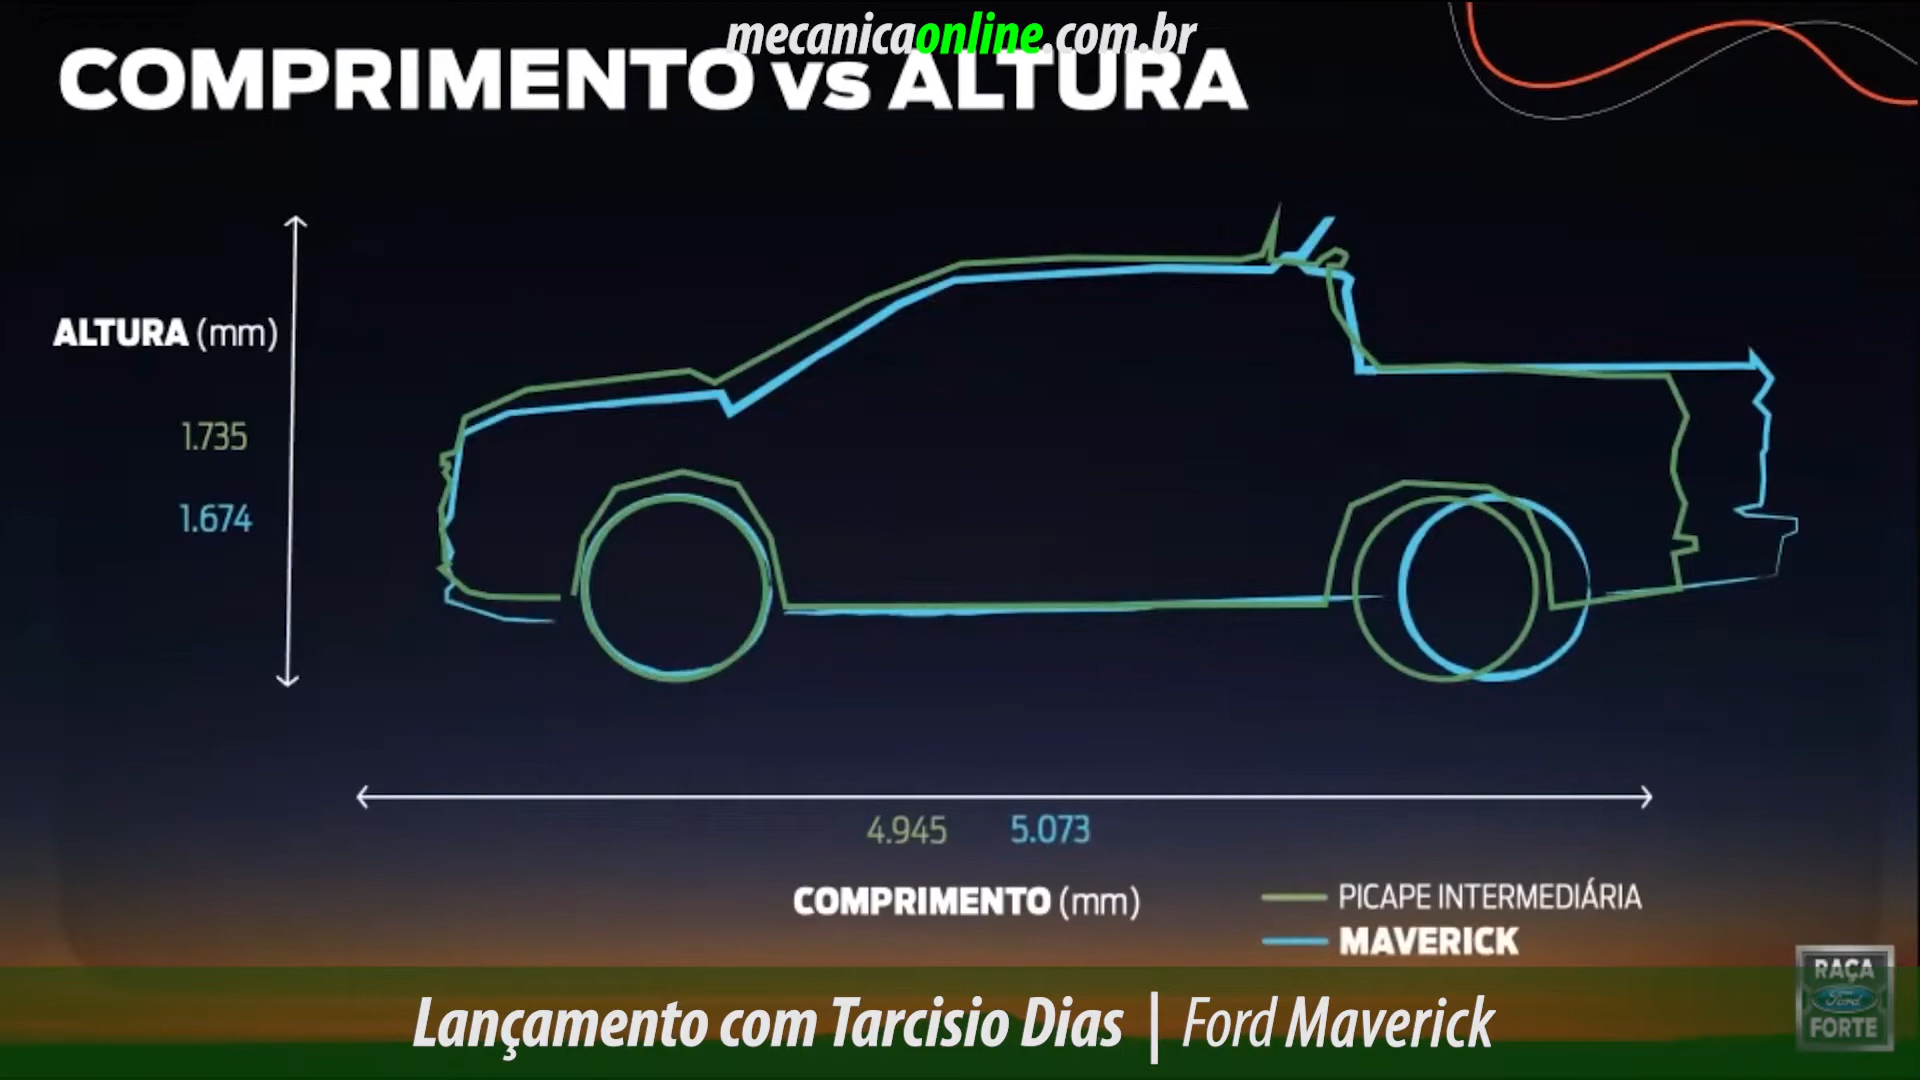 mecanicaonline.com.br
COMPRIMENTO vs ALTURA
ALTURA (mm)
1.735
1.674
4.945 5.073
COMPRIMENTO (mm)
PICAPE INTERMEDIÁRIA
MAVERICK
RAÇA
Ford
FORTE
Lançamento com Tarcisio Dias | Ford Maverick